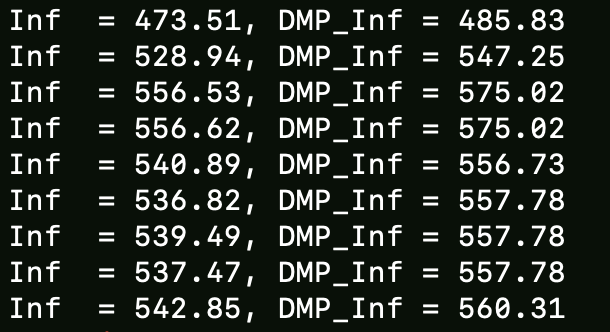 Inf  = 473.51, DMP_Inf = 485.83
Inf  = 528.94, DMP_Inf = 547.25
Inf  = 556.53, DMP_Inf = 575.02
Inf  = 556.62, DMP_Inf = 575.02
Inf  = 540.89, DMP_Inf = 556.73
Inf  = 536.82, DMP_Inf = 557.78
Inf  = 539.49, DMP_Inf = 557.78
Inf  = 537.47, DMP_Inf = 557.78
Inf  = 542.85, DMP_Inf = 560.31